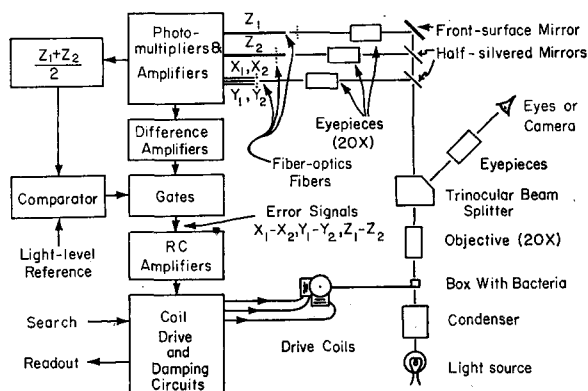 Z₁
Z₂
X₁,X₂
Y₁,Y₂
Photo-
multipliers&
Amplifiers
Z₁+Z₂
2
Front-surface Mirror
Half-silvered Mirrors
Eyepieces
(20X)
Fiber-optics
Fibers
Difference
Amplifiers
Eyes or
Camera
Eyepieces
Trinocular Beam
Splitter
Comparator
Gates
Light-level
Reference
Error Signals
X₁-X₂,Y₁-Y₂,Z₁-Z₂
RC
Amplifiers
Objective (20X)
Box With Bacteria
Search
Readout
Coil
Drive
and
Damping
Circuits
Drive Coils
Condenser
Light source